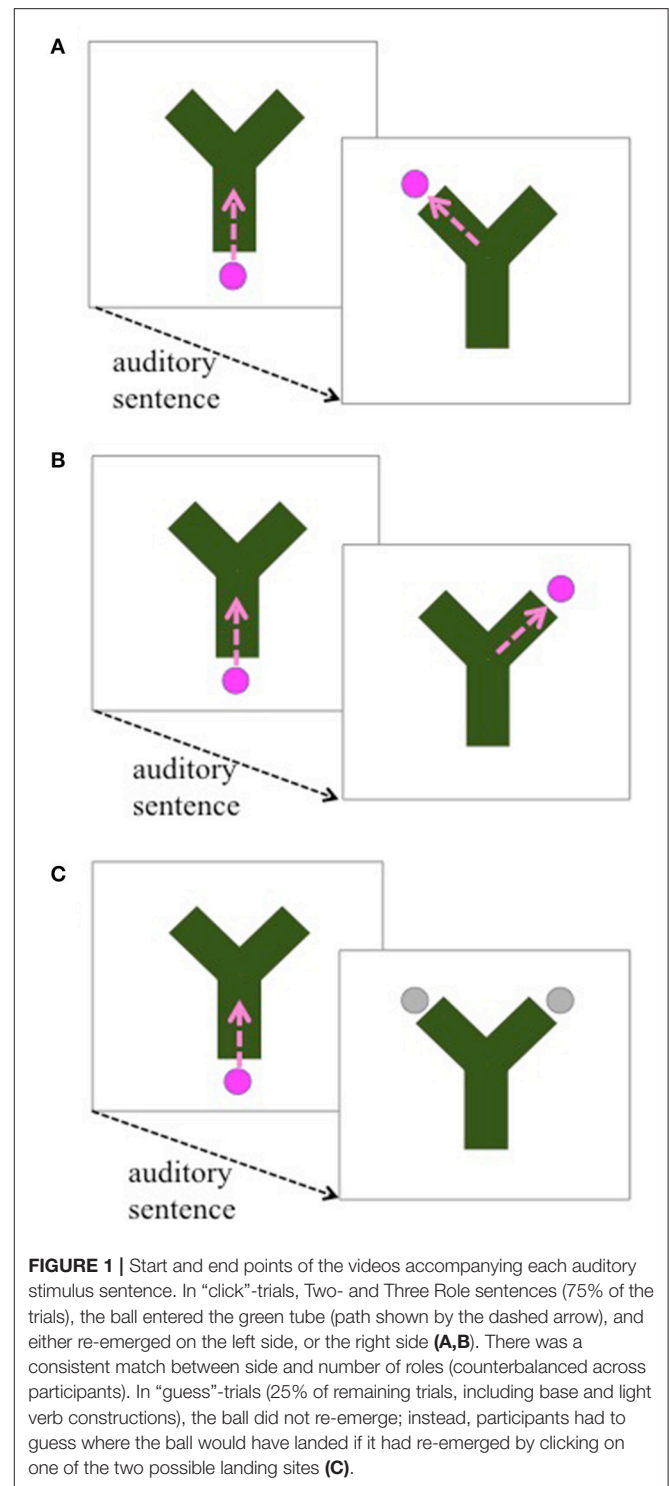 A
auditory
sentence
B
auditory
sentence
C
auditory
sentence
FIGURE 1 | Start and end points of the videos accompanying each auditory
stimulus sentence. In “click”-trials, Two- and Three Role sentences (75% of the
trials), the ball entered the green tube (path shown by the dashed arrow), and
either re-emerged on the left side, or the right side (A,B). There was a
consistent match between side and number of roles (counterbalanced across
participants). In “guess”-trials (25% of remaining trials, including base and light
verb constructions), the ball did not re-emerge; instead, participants had to
guess where the ball would have landed if it had re-emerged by clicking on
one of the two possible landing sites (C).